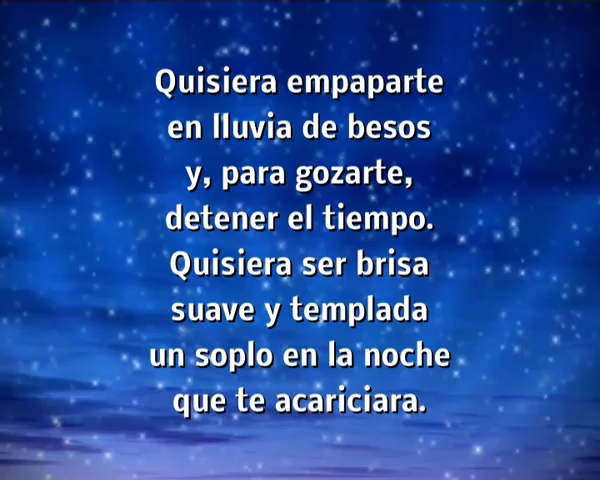 Quisiera empaparte
en lluvia de besos
y, para gozarte,
detener el tiempo.
Quisiera ser brisa
suave y templada
un soplo en la noche
que te acariciara.